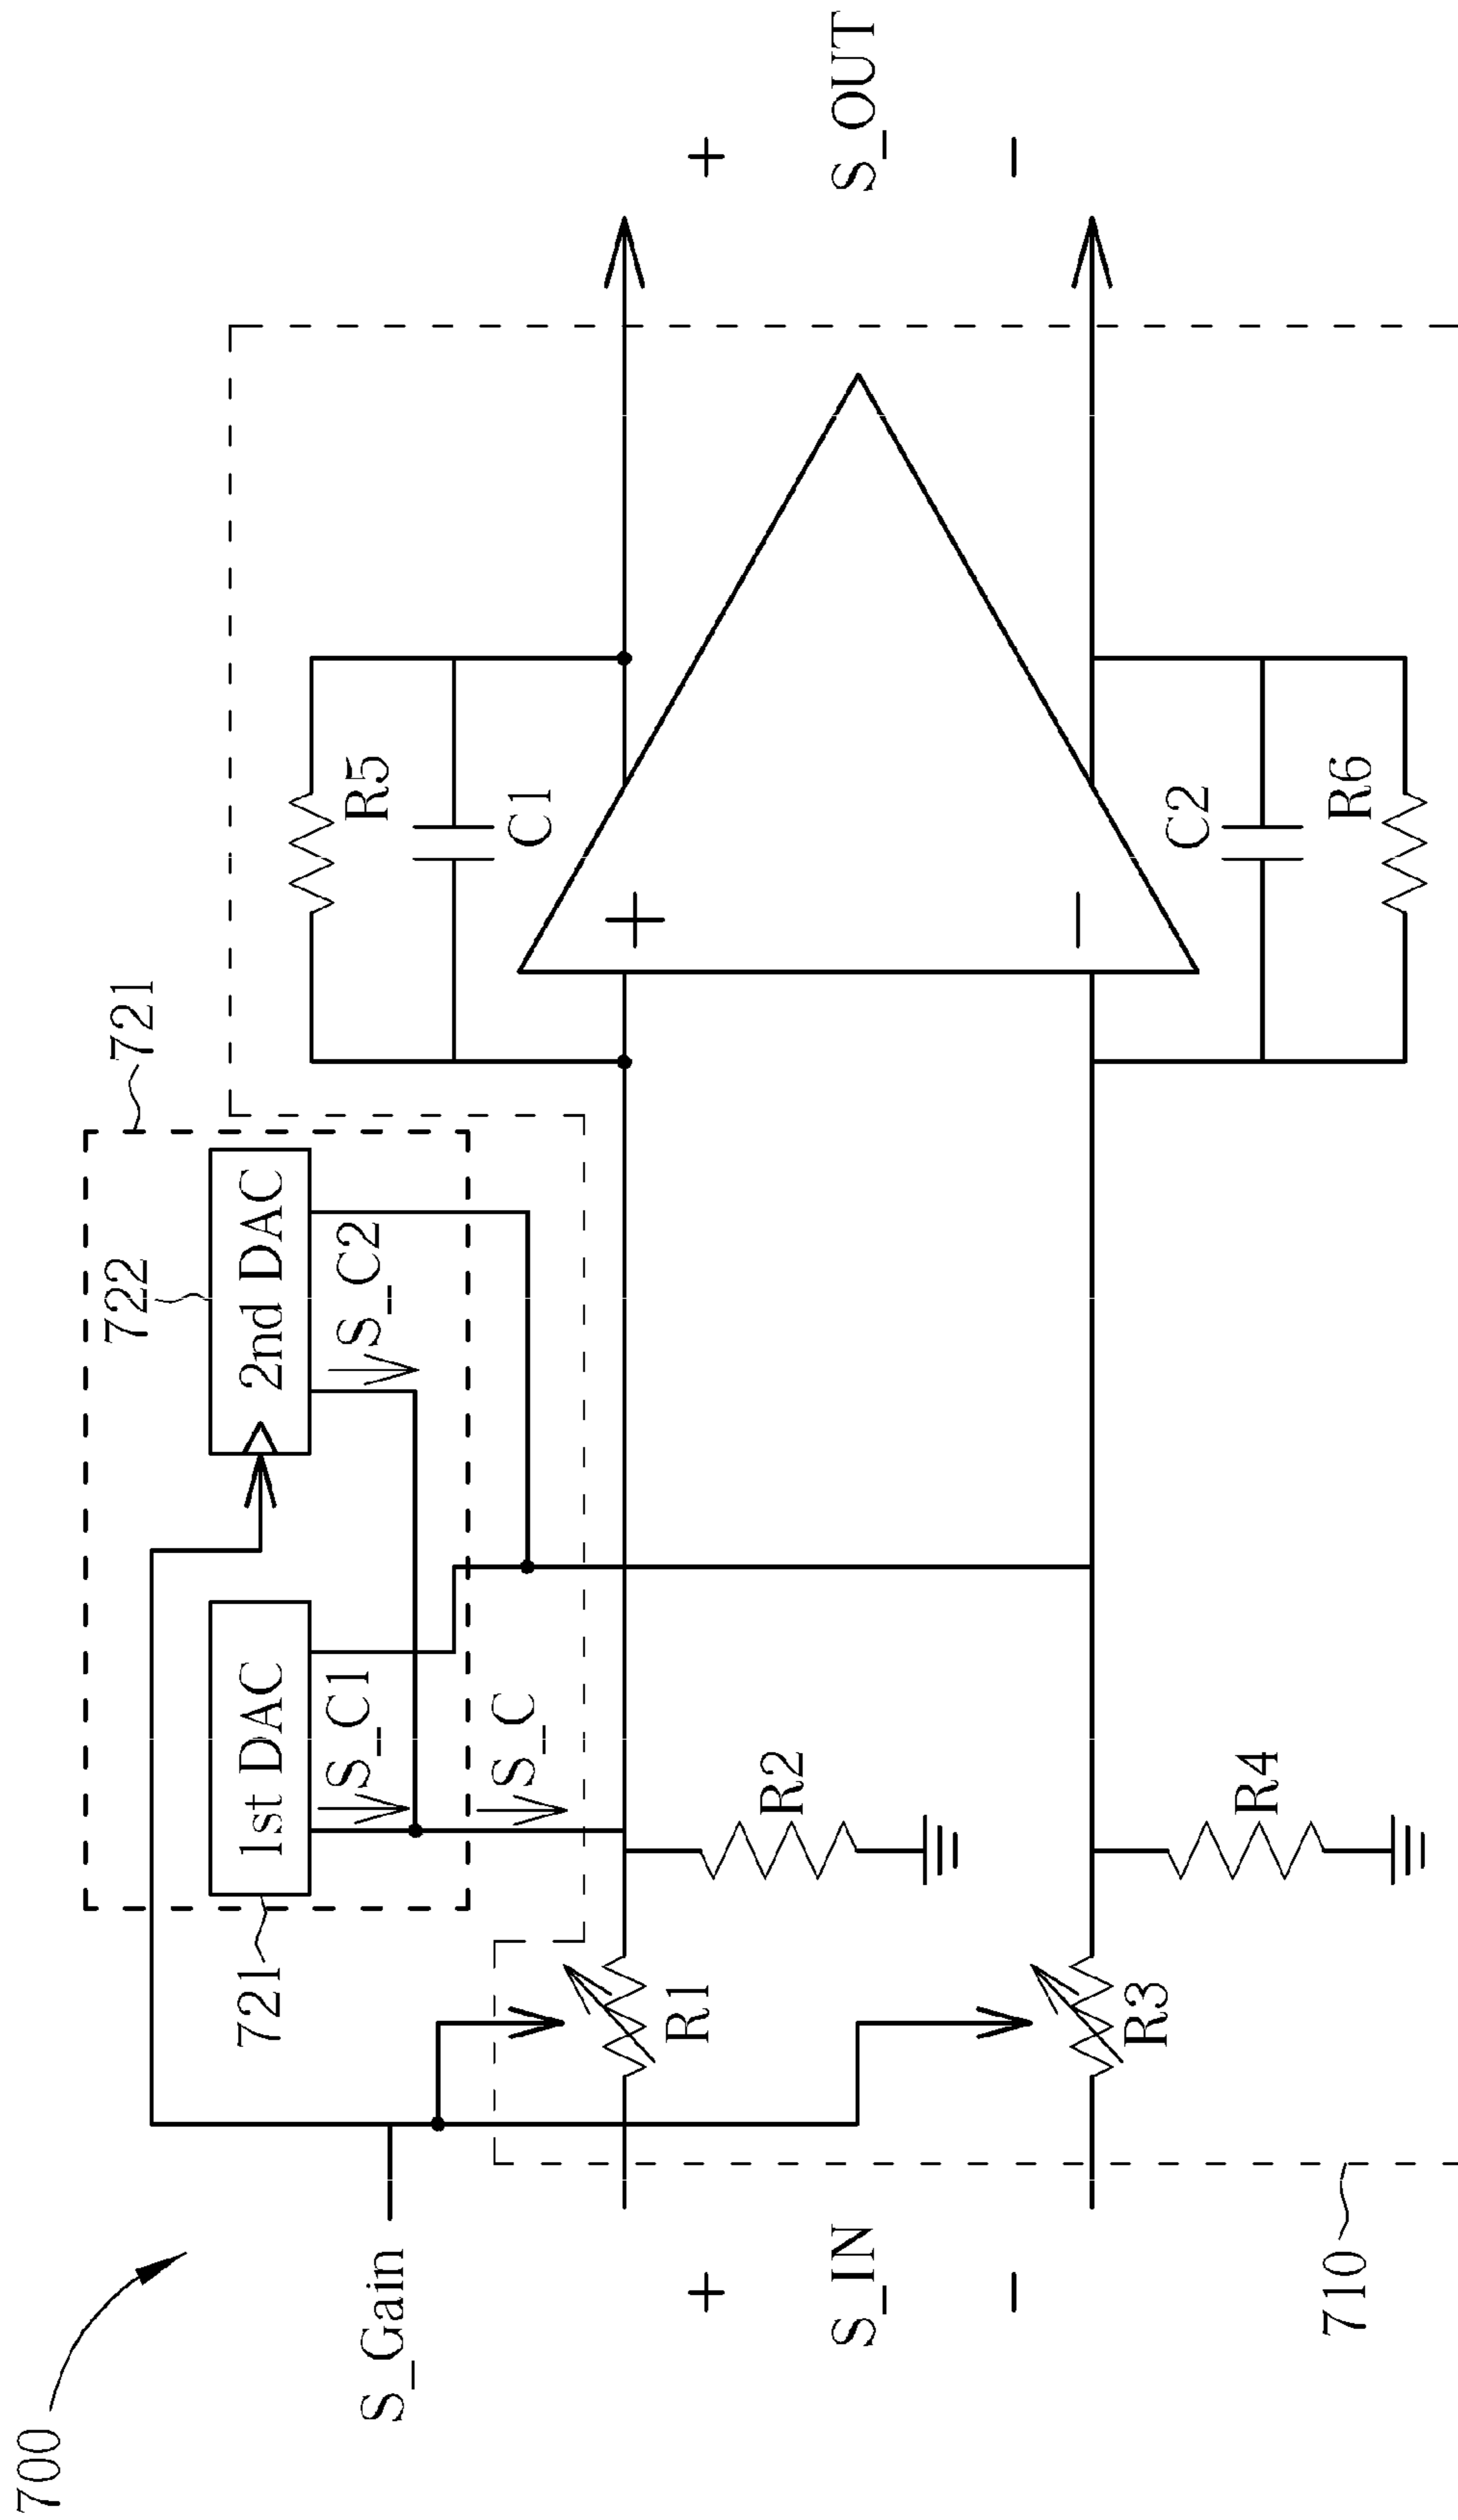 700
S_Gain
721
722
721
1st DAC
2nd DAC
S_C1
S_C2
S_C
R5
C1
+
+
+
S_IN
S_OUT
R1
R2
−
−
−
R3
R4
C2
R6
710